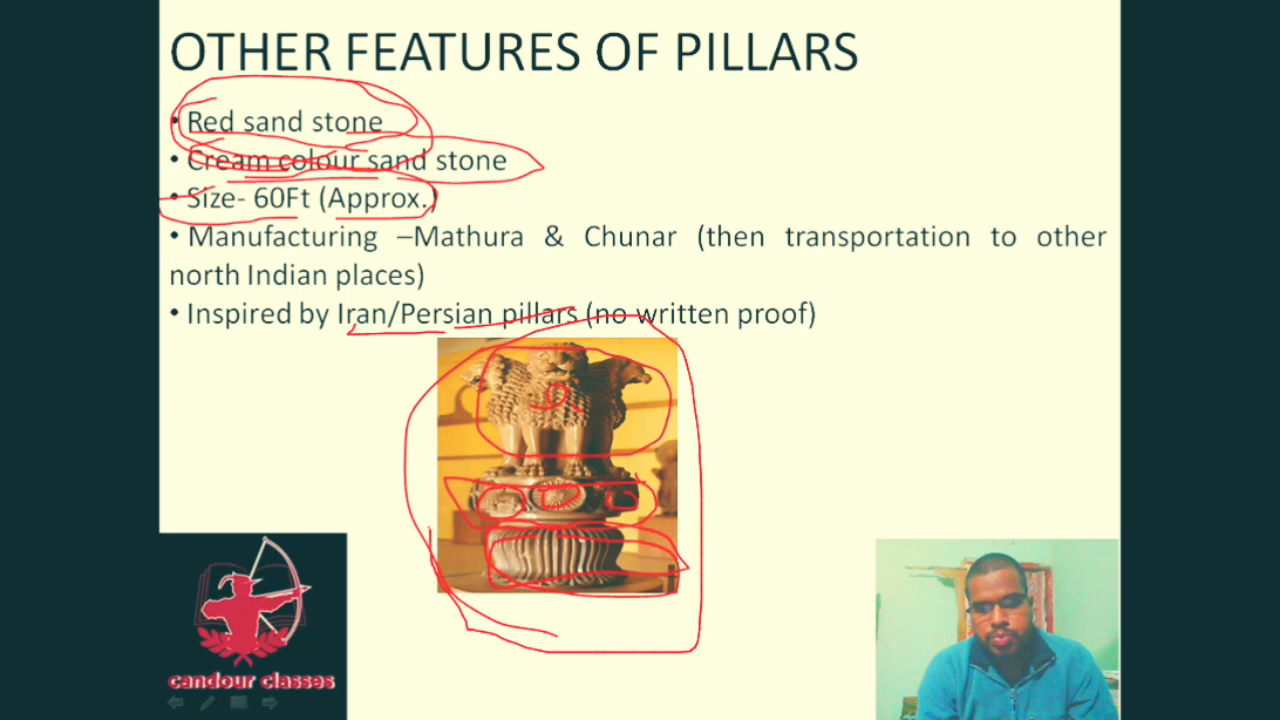 OTHER FEATURES OF PILLARS
• Red sand stone
• Cream colour sand stone
• Size- 60Ft (Approx.)
• Manufacturing –Mathura & Chunar (then transportation to other
north Indian places)
• Inspired by Iran/Persian pillars (no written proof)
candour classes